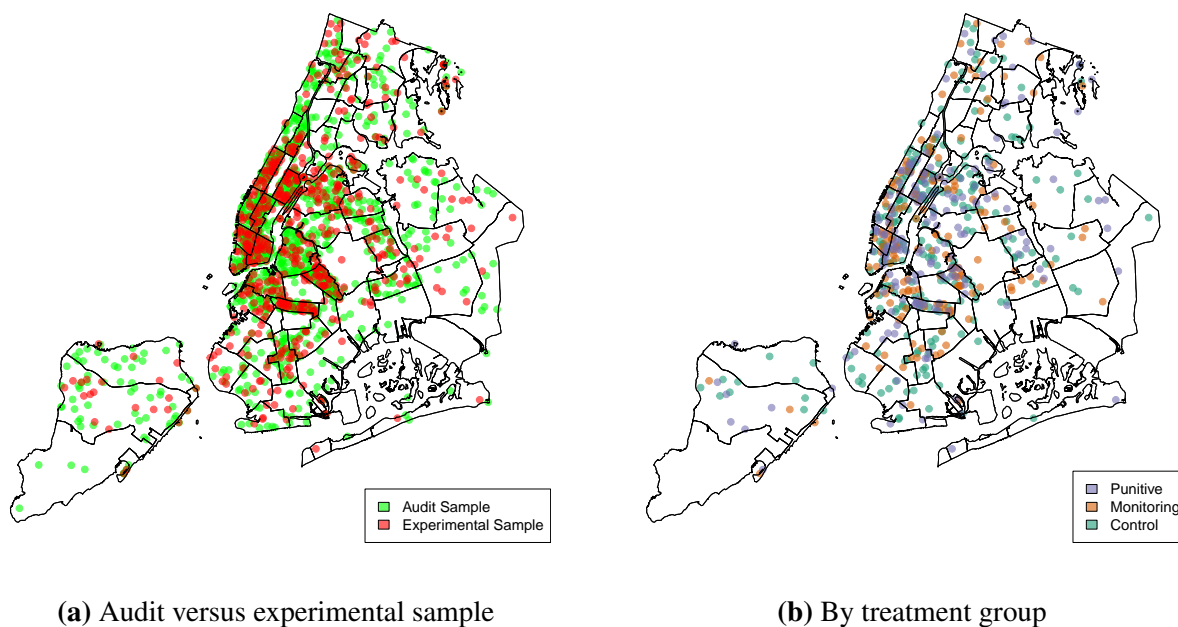 Audit Sample
Experimental Sample
Punitive
Monitoring
Control
(a) Audit versus experimental sample
(b) By treatment group